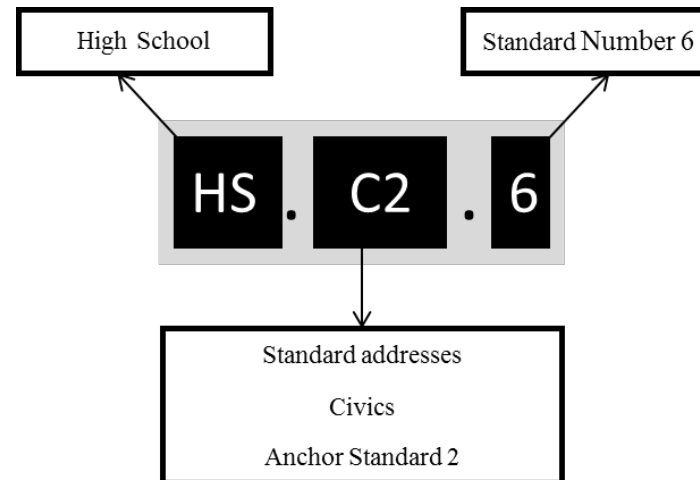 High School
Standard Number 6
HS . C2 . 6
Standard addresses
Civics
Anchor Standard 2